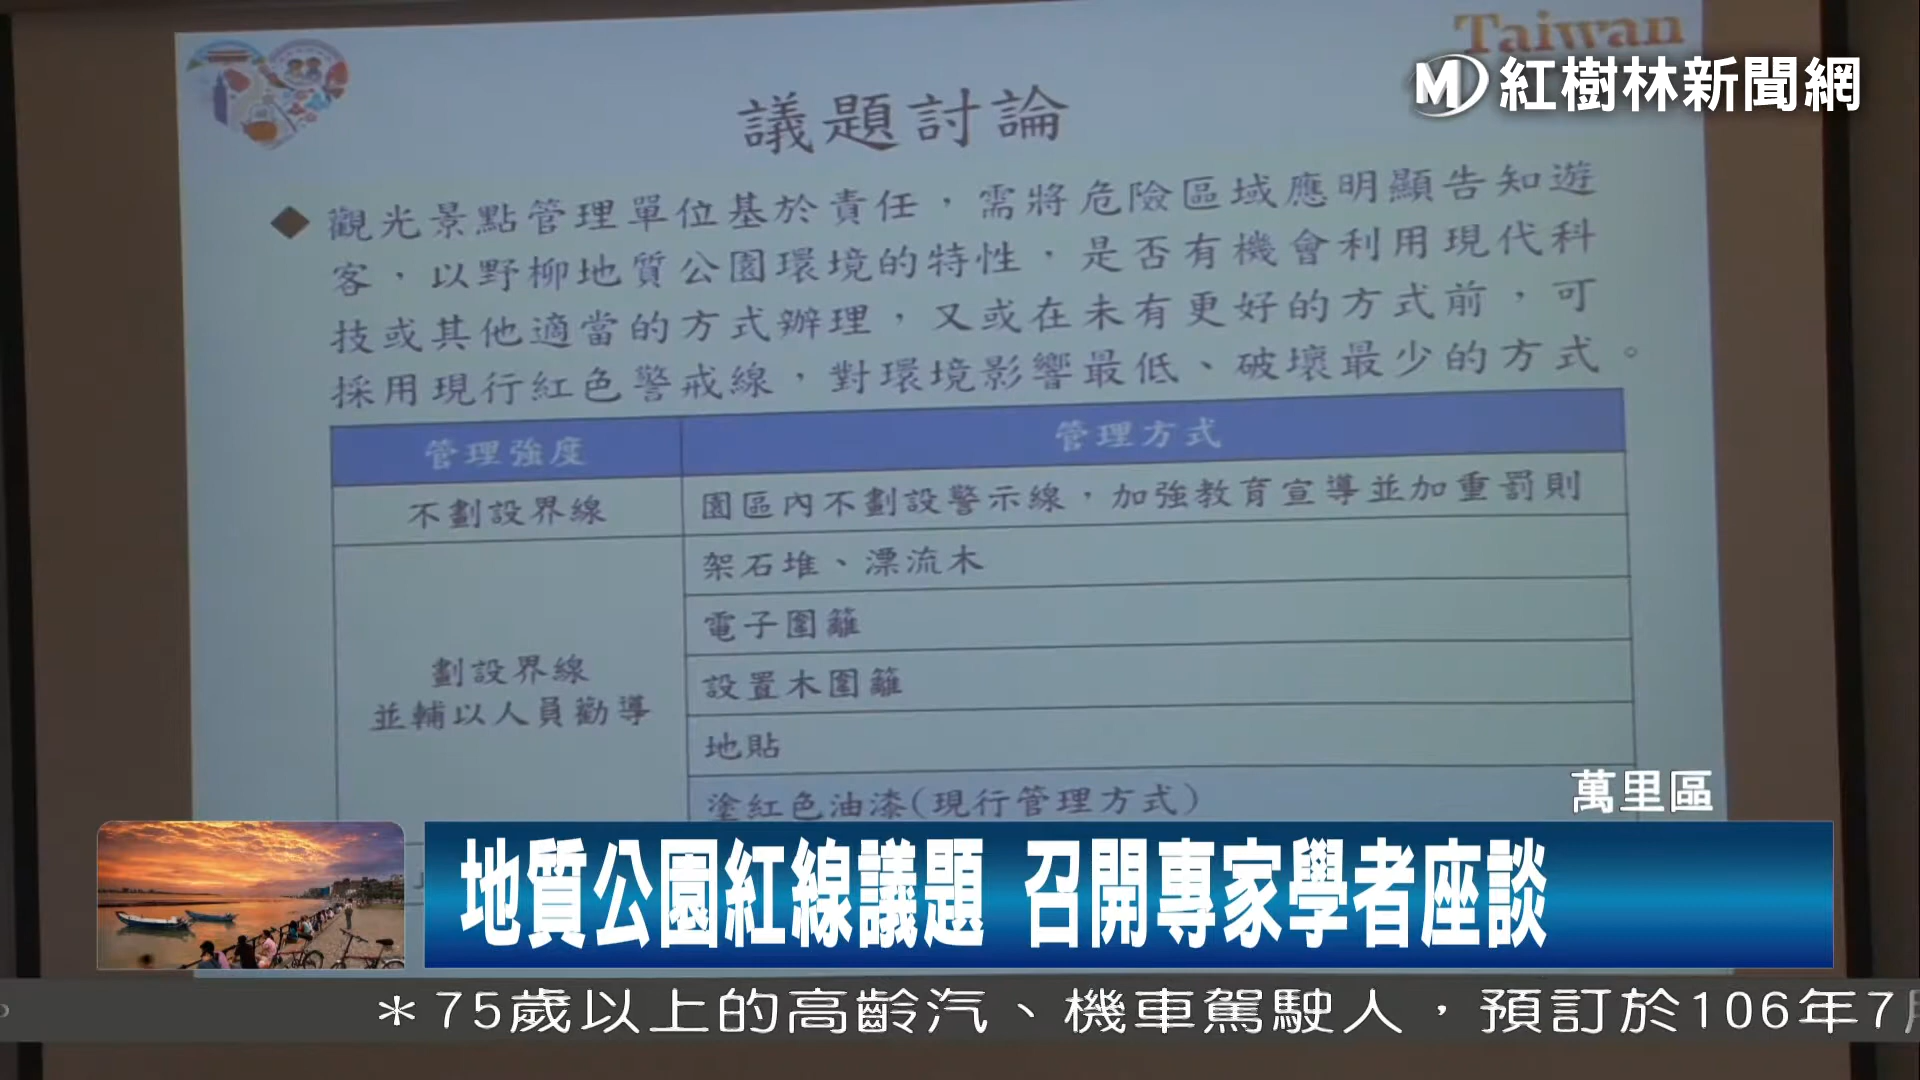 Taiwan
紅樹林新聞網
議題討論
◆觀光景點管理單位基於責任，需將危險區域應明顯告知遊
客，以野柳地質公園環境的特性，是否有機會利用現代科
技或其他適當的方式辦理，又或在未有更好的方式前，可
採用現行紅色警戒線，對環境影響最低、破壞最少的方式。
管理強度 管理方式
不劃設界線 園區內不劃設警示線，加強教育宣導並加重罰則
架石堆、漂流木
電子圍籬
劃設界線
並輔以人員勸導
設置木圍籬
地貼
塗紅色油漆(現行管理方式)
萬里區
地質公園紅線議題 召開專家學者座談
＊75歲以上的高齡汽、機車駕駛人，預訂於106年7月